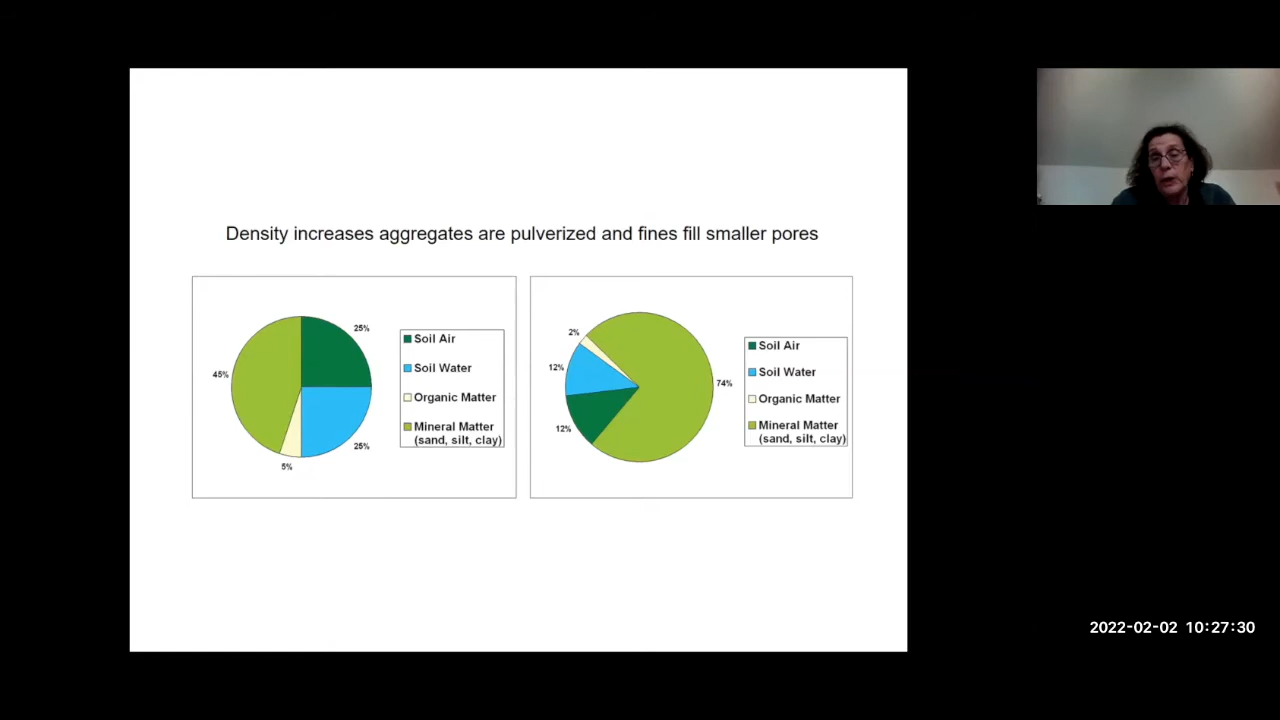 Density increases aggregates are pulverized and fines fill smaller pores
25%
45%
25%
5%
Soil Air
Soil Water
Organic Matter
Mineral Matter
(sand, silt, clay)
2%
12%
74%
12%
Soil Air
Soil Water
Organic Matter
Mineral Matter
(sand, silt, clay)
2022-02-02 10:27:30